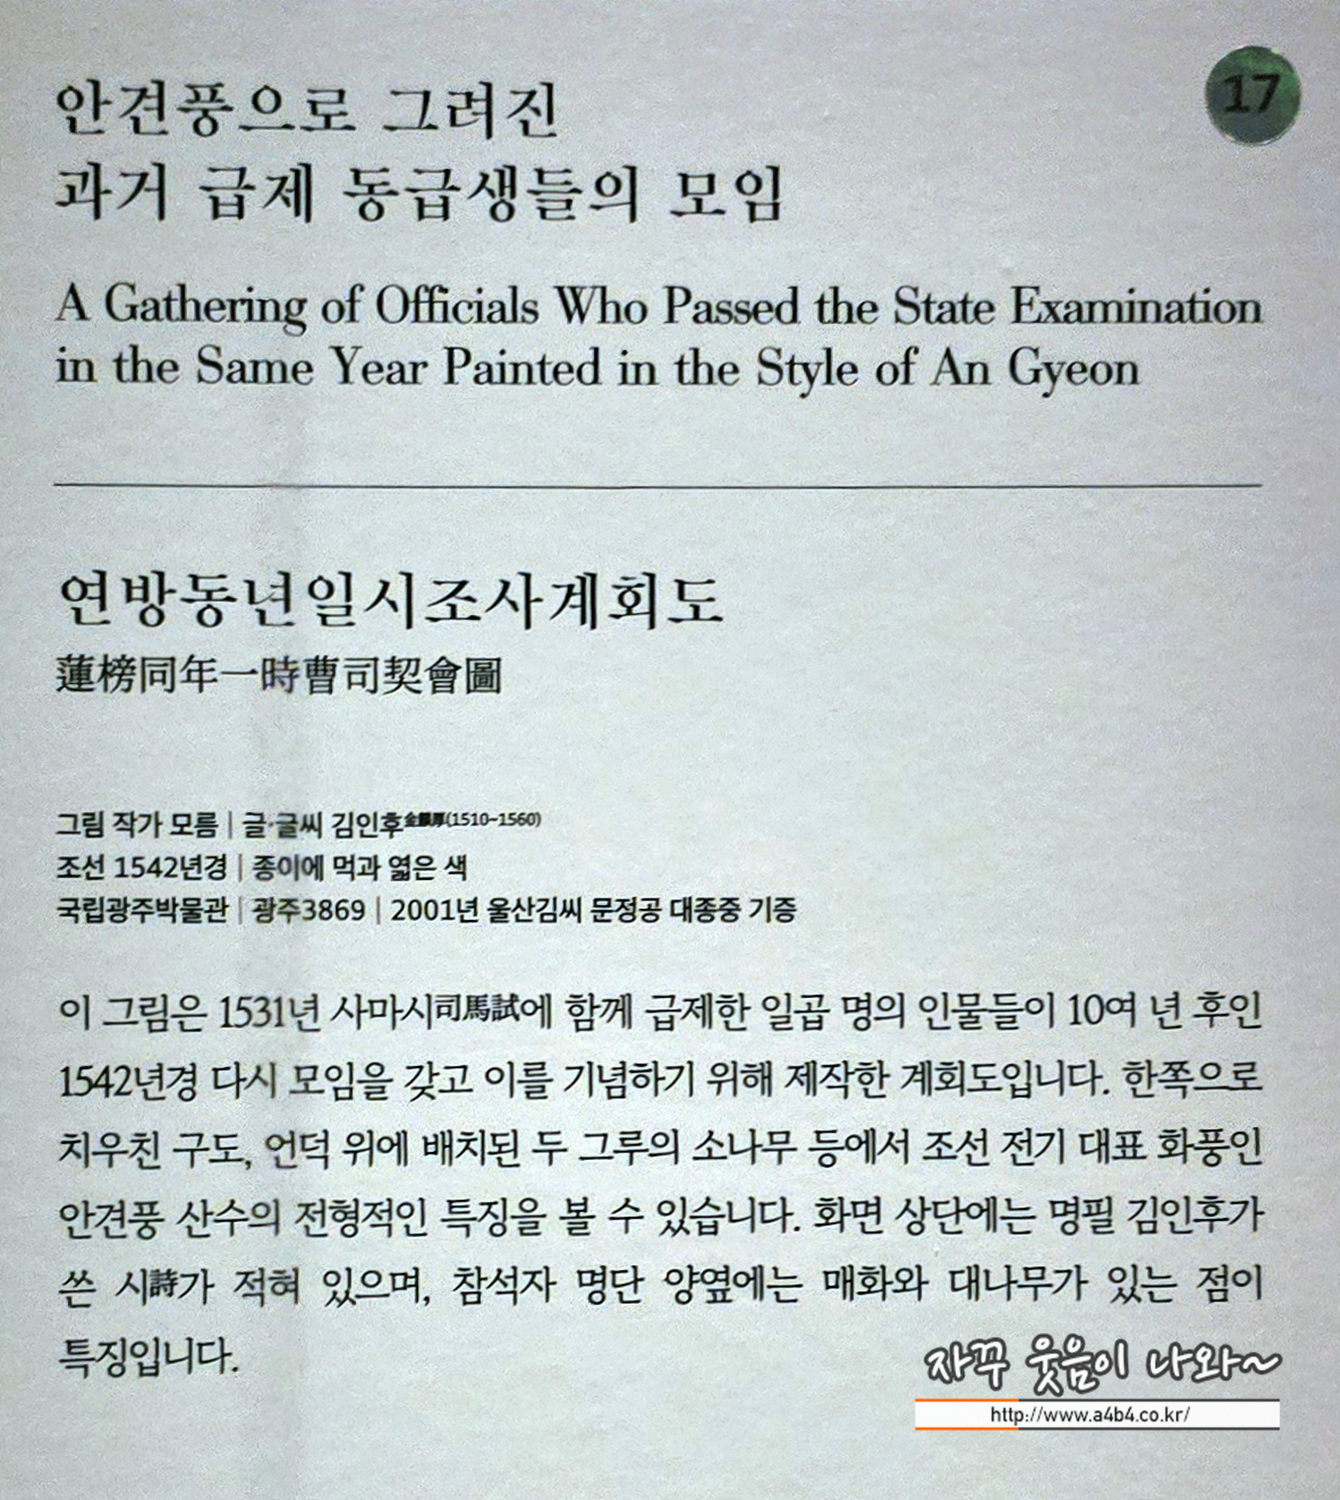 17
안견풍으로 그려진
과거 급제 동급생들의 모임
A Gathering of Officials Who Passed the State Examination
in the Same Year Painted in the Style of An Gyeon
연방동년일시조사계회도
蓮榜同年一時曹司契會圖
그림 작가 모름 | 글·글씨 김인후金麟厚(1510~1560)
조선 1542년경 | 종이에 먹과 엷은 색
국립광주박물관 | 광주3869 | 2001년 울산김씨 문정공 대종중 기증
이 그림은 1531년 사마시司馬試에 함께 급제한 일곱 명의 인물들이 10여 년 후인
1542년경 다시 모임을 갖고 이를 기념하기 위해 제작한 계회도입니다. 한쪽으로
치우친 구도, 언덕 위에 배치된 두 그루의 소나무 등에서 조선 전기 대표 화풍인
안견풍 산수의 전형적인 특징을 볼 수 있습니다. 화면 상단에는 명필 김인후가
쓴 시詩가 적혀 있으며, 참석자 명단 양옆에는 매화와 대나무가 있는 점이
특징입니다.
자꾸 웃음이 나와~
http://www.a4b4.co.kr/